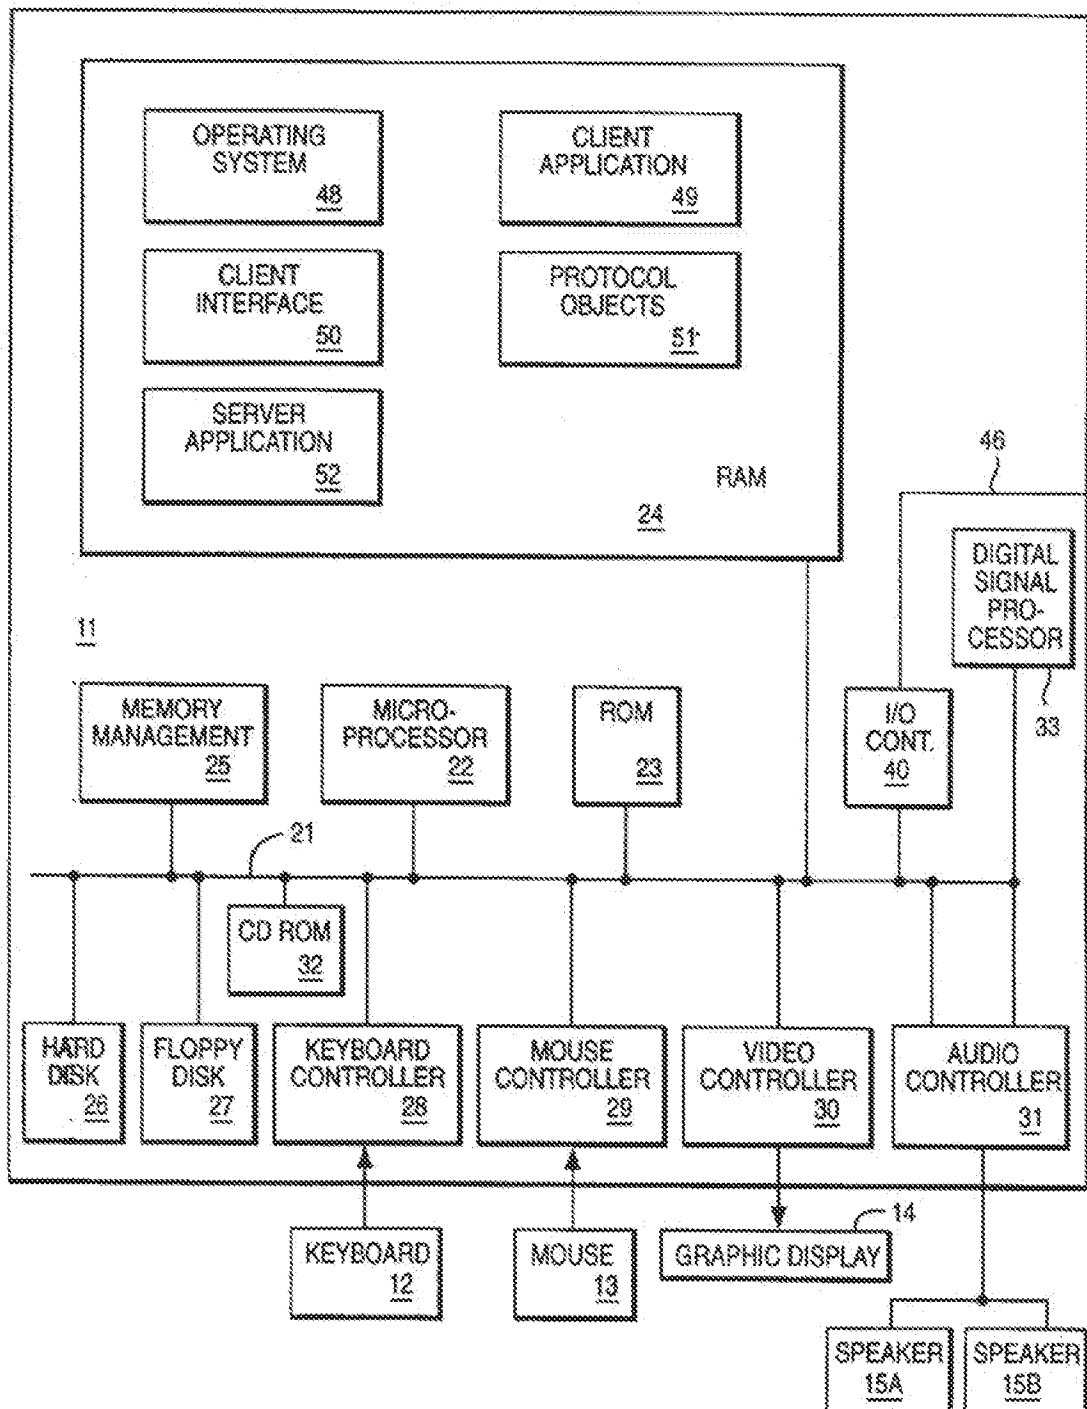 OPERATING
SYSTEM
48
CLIENT
APPLICATION
49
CLIENT
INTERFACE
50
PROTOCOL
OBJECTS
51
SERVER
APPLICATION
52
RAM
24
46
DIGITAL
SIGNAL
PRO-
CESSOR
33
11
MEMORY
MANAGEMENT
25
MICRO-
PROCESSOR
22
ROM
23
I/O
CONT.
40
21
CD ROM
32
HARD
DISK
26
FLOPPY
DISK
27
KEYBOARD
CONTROLLER
28
MOUSE
CONTROLLER
29
VIDEO
CONTROLLER
30
AUDIO
CONTROLLER
31
KEYBOARD
12
MOUSE
13
14
GRAPHIC DISPLAY
SPEAKER
15A
SPEAKER
15B